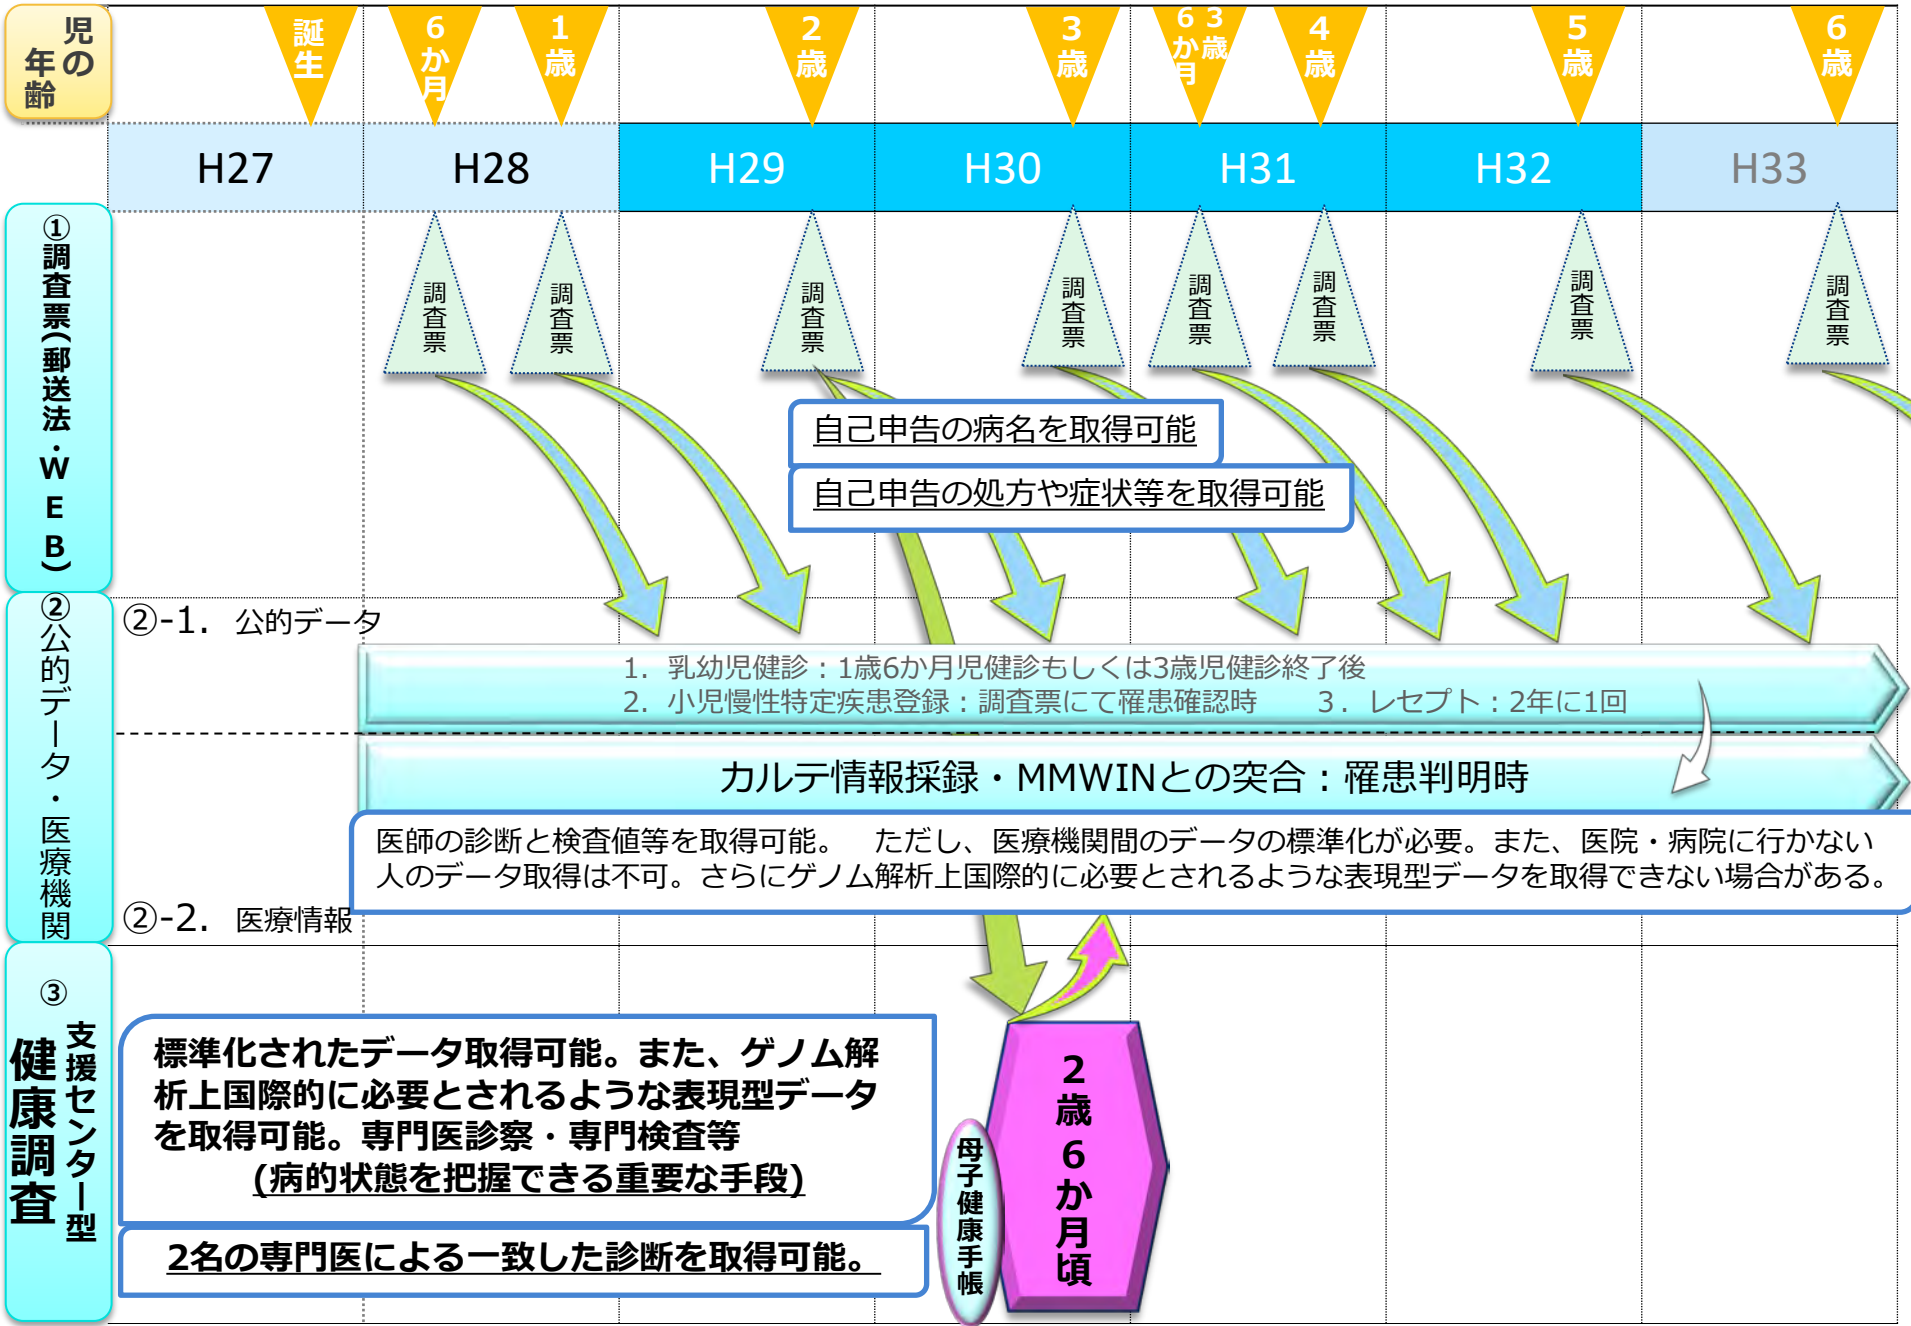 児の年齢
誕生
6か月
1歳
2歳
3歳
3歳6か月
4歳
5歳
6歳
H27
H28
H29
H30
H31
H32
H33
①調査票(郵送法・WEB)
調査票
調査票
調査票
調査票
調査票
調査票
調査票
調査票
自己申告の病名を取得可能
自己申告の処方や症状等を取得可能
②公的データ・医療機関
②-1. 公的データ
1. 乳幼児健診：1歳6か月児健診もしくは3歳児健診終了後
2. 小児慢性特定疾患登録：調査票にて罹患確認時 3. レセプト：2年に1回
カルテ情報採録・MMWINとの突合：罹患判明時
医師の診断と検査値等を取得可能。 ただし、医療機関間のデータの標準化が必要。また、医院・病院に行かない
人のデータ取得は不可。さらにゲノム解析上国際的に必要とされるような表現型データを取得できない場合がある。
②-2. 医療情報
③
支援センター型
健康調査
標準化されたデータ取得可能。また、ゲノム解
析上国際的に必要とされるような表現型データ
を取得可能。専門医診察・専門検査等
(病的状態を把握できる重要な手段)
2名の専門医による一致した診断を取得可能。
母子健康手帳
2歳6か月頃